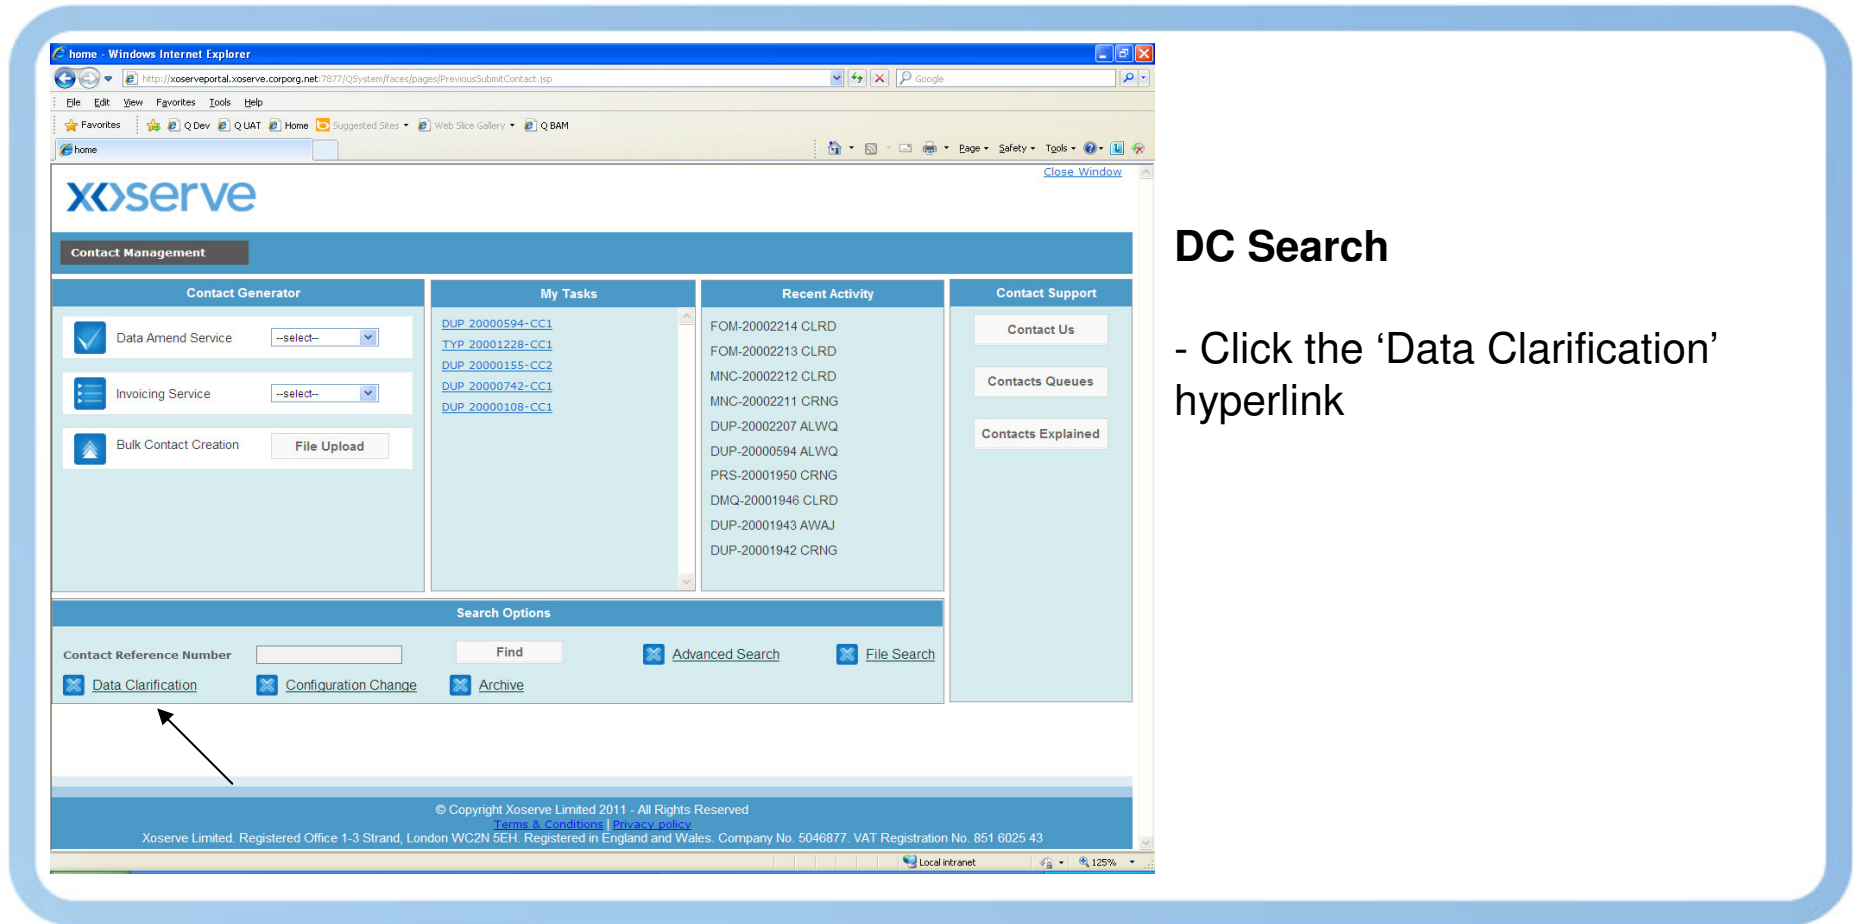 home - Windows Internet Explorer
http://xoserveportal.xoserve.corporg.net:7877/QSystem/faces/pages/PreviousSubmitContact.jsp
Google
File Edit View Favorites Tools Help
Favorites Q Dev Q UAT Home Suggested Sites Web Slice Gallery Q BAM
home
Page Safety Tools
Close Window
xoserve
Contact Management
Contact Generator
Data Amend Service --select--
Invoicing Service --select--
Bulk Contact Creation File Upload
My Tasks
DUP 20000594-CC1
TYP 20001228-CC1
DUP 20000155-CC2
DUP 20000742-CC1
DUP 20000108-CC1
Recent Activity
FOM-20002214 CLRD
FOM-20002213 CLRD
MNC-20002212 CLRD
MNC-20002211 CRNG
DUP-20002207 ALWQ
DUP-20000594 ALWQ
PRS-20001950 CRNG
DMQ-20001946 CLRD
DUP-20001943 AWAJ
DUP-20001942 CRNG
Contact Support
Contact Us
Contacts Queues
Contacts Explained
Search Options
Contact Reference Number Find Advanced Search File Search
Data Clarification Configuration Change Archive
© Copyright Xoserve Limited 2011 - All Rights Reserved
Terms & Conditions | Privacy policy
Xoserve Limited. Registered Office 1-3 Strand, London WC2N 5EH. Registered in England and Wales. Company No. 5046877. VAT Registration No. 851 6025 43
Local intranet 125%
DC Search
- Click the ‘Data Clarification’
hyperlink